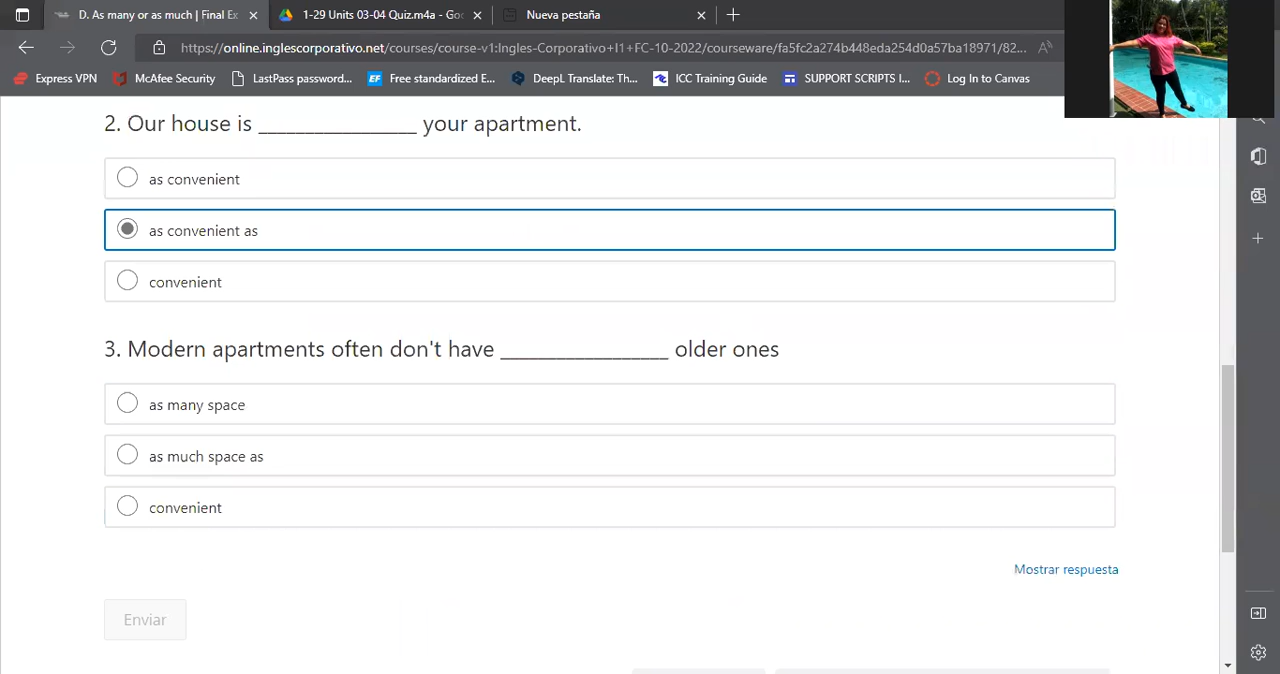 D. As many or as much | Final Ex
1-29 Units 03-04 Quiz.m4a - Goo
Nueva pestaña
https://online.inglescorporativo.net/courses/course-v1:Ingles-Corporativo+I1+FC-10-2022/courseware/fa5fc2a274b448eda254d0a57ba18971/82...
Express VPN McAfee Security LastPass password... EF Free standardized E... DeepL Translate: Th... ICC Training Guide SUPPORT SCRIPTS I... Log In to Canvas
2. Our house is ________________ your apartment.
as convenient
as convenient as
convenient
3. Modern apartments often don't have _________________ older ones
as many space
as much space as
convenient
Mostrar respuesta
Enviar